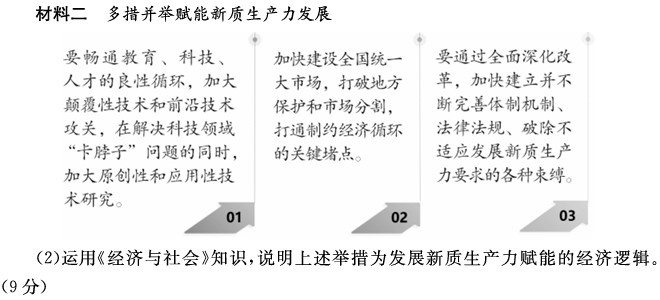 材料二 多措并举赋能新质生产力发展
要畅通教育、科技、
人才的良性循环，加大
颠覆性技术和前沿技术
攻关，在解决科技领域
“卡脖子”问题的同时，
加大原创性和应用性技
术研究。
01
加快建设全国统一
大市场，打破地方
保护和市场分割，
打通制约经济循环
的关键堵点。
02
要通过全面深化改
革，加快建立并不
断完善体制机制、
法律法规、破除不
适应发展新质生产
力要求的各种束缚。
03
(2)运用《经济与社会》知识，说明上述举措为发展新质生产力赋能的经济逻辑。
(9分)